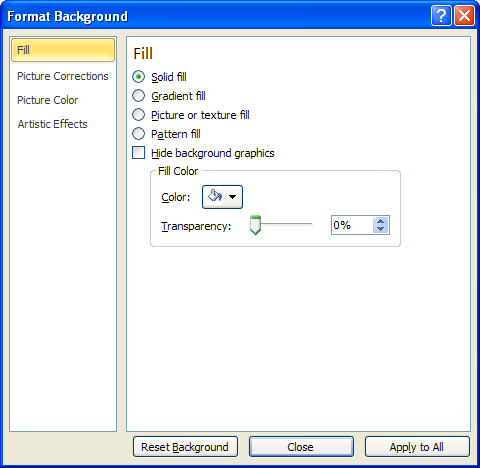 Format Background
Fill
Picture Corrections
Picture Color
Artistic Effects
Fill
Solid fill
Gradient fill
Picture or texture fill
Pattern fill
Hide background graphics
Fill Color
Color:
Transparency: 0%
Reset Background Close Apply to All